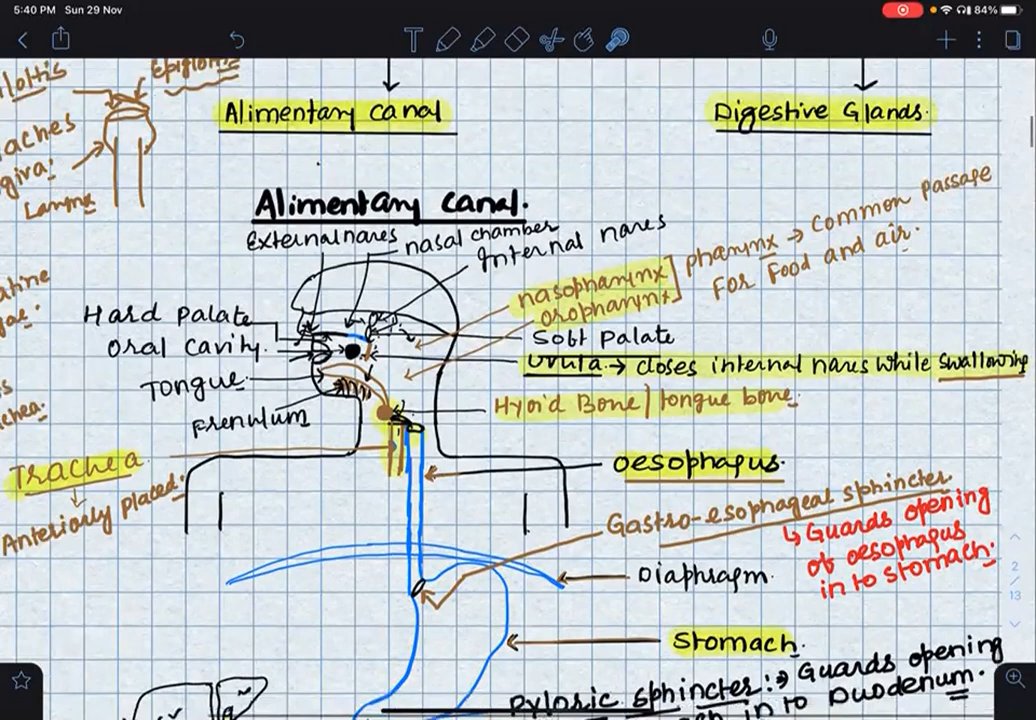 5:40 PM Sun 29 Nov
84%
Epiglottis
Larynx
Alimentary canal
Digestive Glands.
Alimentary canal.
External nares
nasal chamber
Internal nares
nasopharynx
oropharynx
pharynx → Common Passage
For Food and air.
Hard Palate
Oral cavity.
Tongue
Frenulum
Soft Palate
Uvula → closes internal nares while swallowing
Hyoid Bone / tongue bone
Trachea
Anteriorly placed.
oesophagus.
Gastro-esophageal sphincter
↳ Guards opening
of oesophagus
in to stomach.
Diaphragm.
Stomach.
Pyloric sphincter :→ Guards opening
in to Duodenum.
2
13